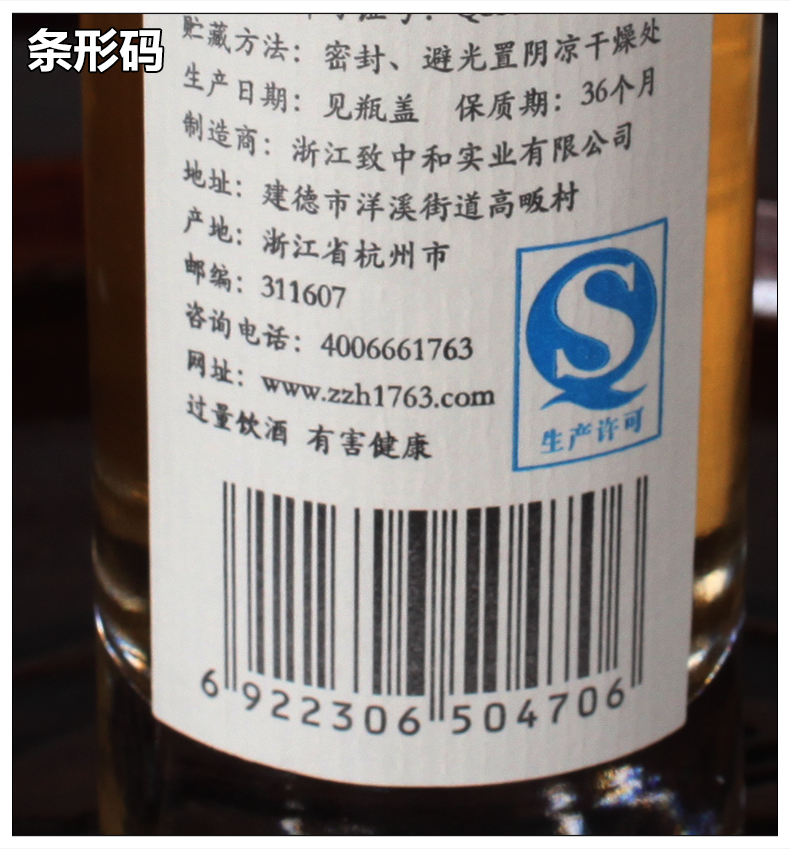 条形码
贮藏方法：密封、避光置阴凉干燥处
生产日期：见瓶盖 保质期：36个月
制造商：浙江致中和实业有限公司
地址：建德市洋溪街道高畈村
产地：浙江省杭州市
邮编：311607
咨询电话：4006661763
网址：www.zzh1763.com
过量饮酒 有害健康
生产许可
6 922306 504706